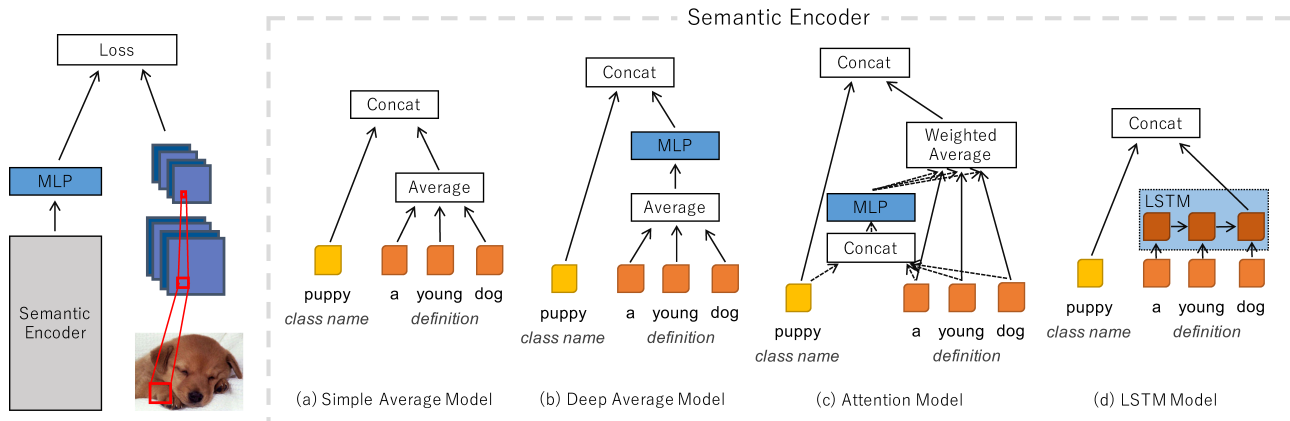 Semantic Encoder
Loss
MLP
Semantic
Encoder
Concat
Average
puppy
a
young
dog
class name
definition
(a) Simple Average Model
Concat
MLP
Average
puppy
a
young
dog
class name
definition
(b) Deep Average Model
Concat
Weighted
Average
MLP
Concat
puppy
a
young
dog
class name
definition
(c) Attention Model
Concat
LSTM
puppy
a
young
dog
class name
definition
(d) LSTM Model